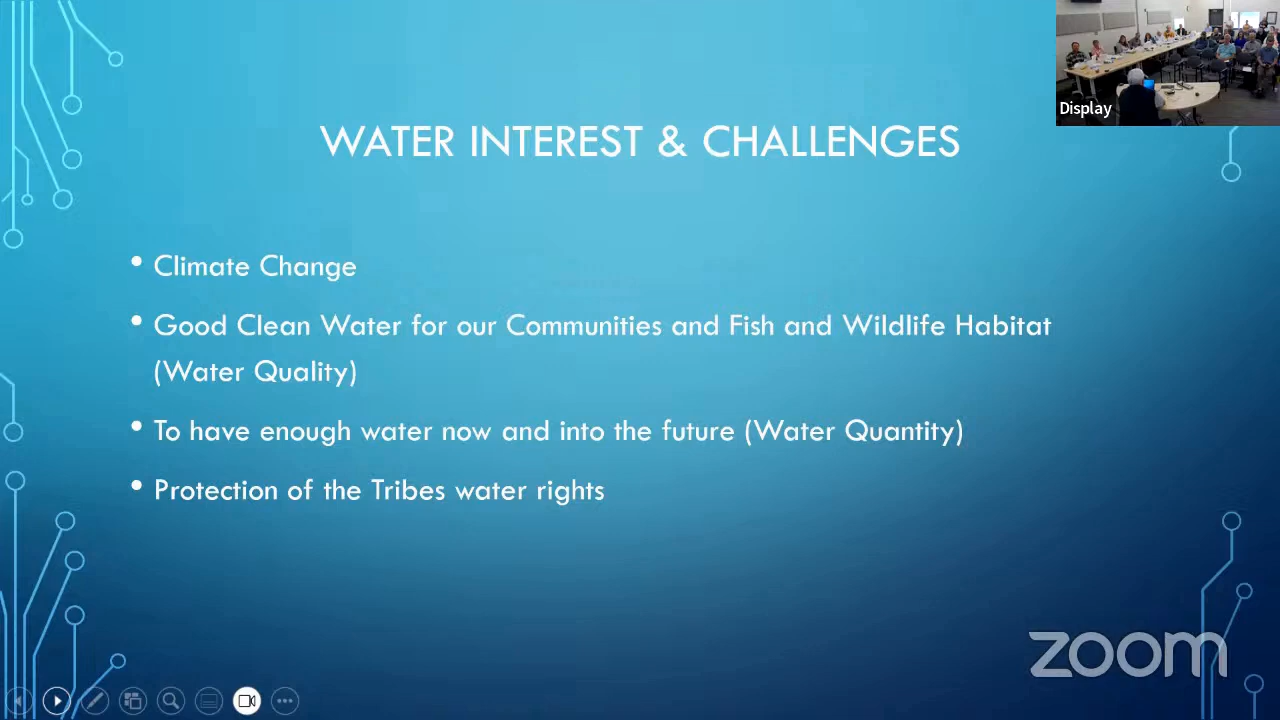 Display
WATER INTEREST & CHALLENGES
• Climate Change
• Good Clean Water for our Communities and Fish and Wildlife Habitat
(Water Quality)
• To have enough water now and into the future (Water Quantity)
• Protection of the Tribes water rights
zoom